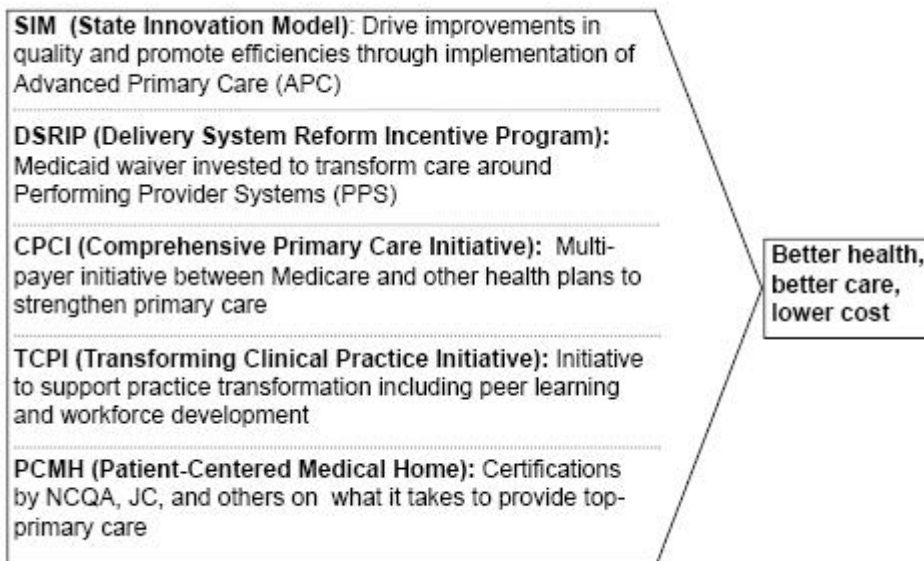 SIM (State Innovation Model): Drive improvements in
quality and promote efficiencies through implementation of
Advanced Primary Care (APC)
DSRIP (Delivery System Reform Incentive Program):
Medicaid waiver invested to transform care around
Performing Provider Systems (PPS)
CPCI (Comprehensive Primary Care Initiative): Multi-
payer initiative between Medicare and other health plans to
strengthen primary care
TCPI (Transforming Clinical Practice Initiative): Initiative
to support practice transformation including peer learning
and workforce development
PCMH (Patient-Centered Medical Home): Certifications
by NCQA, JC, and others on what it takes to provide top-
primary care
Better health,
better care,
lower cost